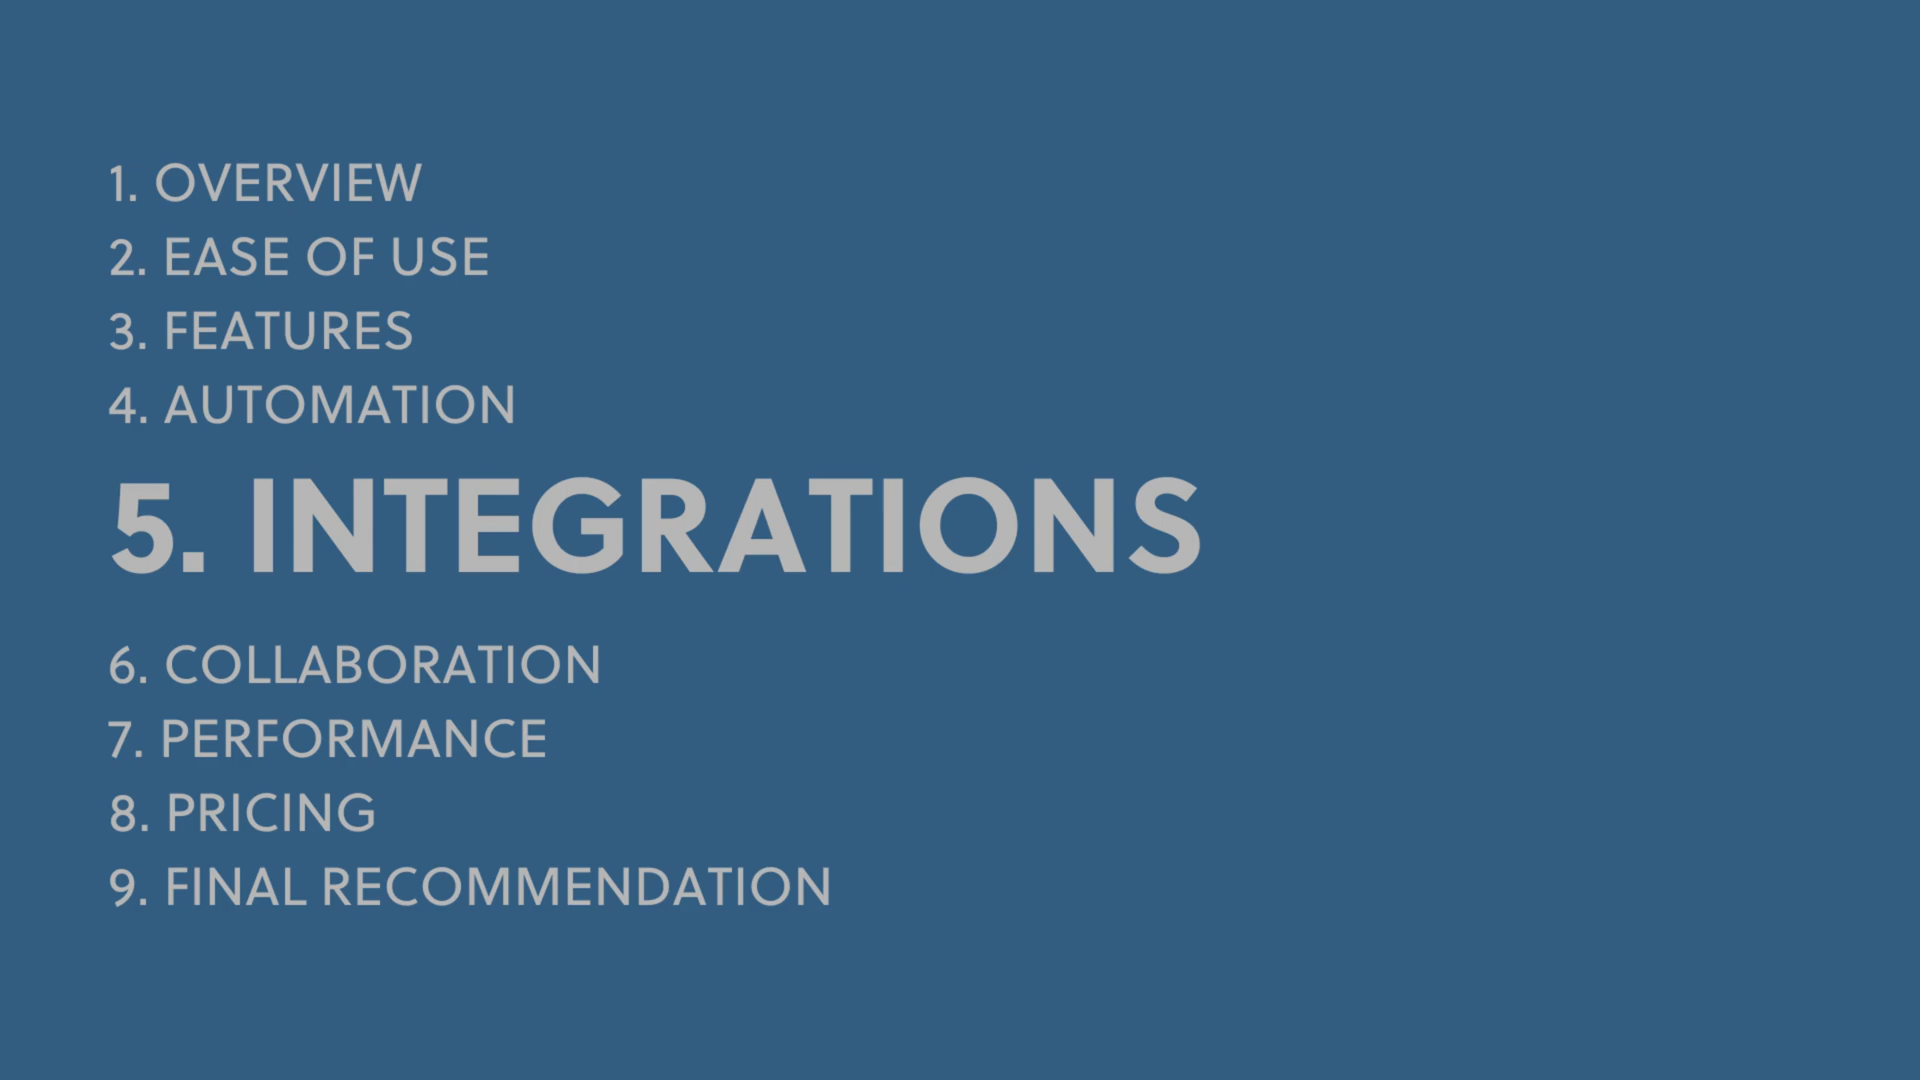 1. OVERVIEW
2. EASE OF USE
3. FEATURES
4. AUTOMATION
5. INTEGRATIONS
6. COLLABORATION
7. PERFORMANCE
8. PRICING
9. FINAL RECOMMENDATION